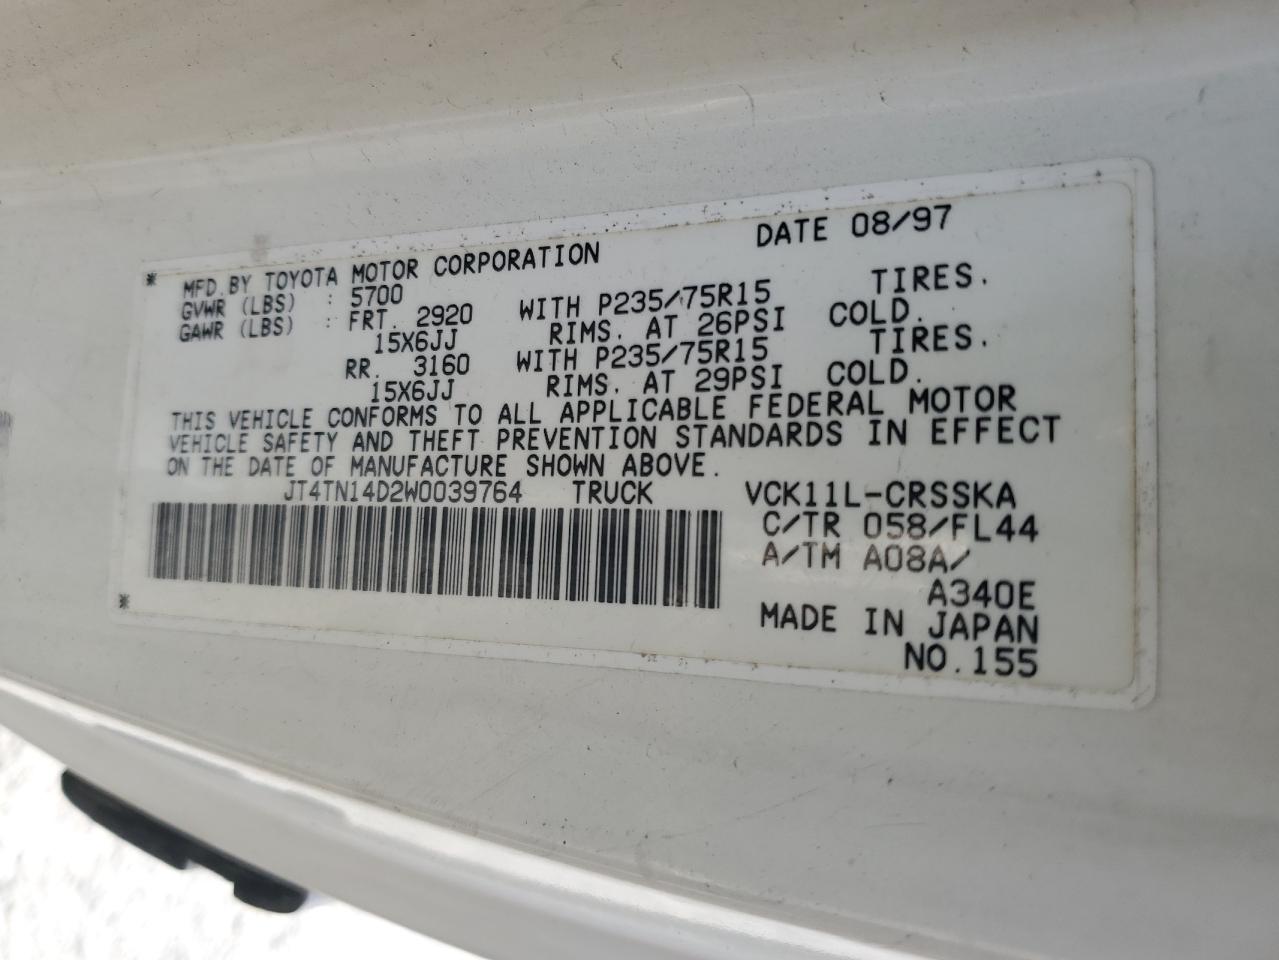 MFD. BY TOYOTA MOTOR CORPORATION DATE 08/97
GVWR (LBS) : 5700
GAWR (LBS) : FRT. 2920 WITH P235/75R15 TIRES.
15X6JJ RIMS. AT 26PSI COLD.
RR. 3160 WITH P235/75R15 TIRES.
15X6JJ RIMS. AT 29PSI COLD.
THIS VEHICLE CONFORMS TO ALL APPLICABLE FEDERAL MOTOR
VEHICLE SAFETY AND THEFT PREVENTION STANDARDS IN EFFECT
ON THE DATE OF MANUFACTURE SHOWN ABOVE.
JT4TN14D2W0039764 TRUCK VCK11L-CRSSKA
C/TR 058/FL44
A/TM A08A/
A340E
MADE IN JAPAN
NO.155